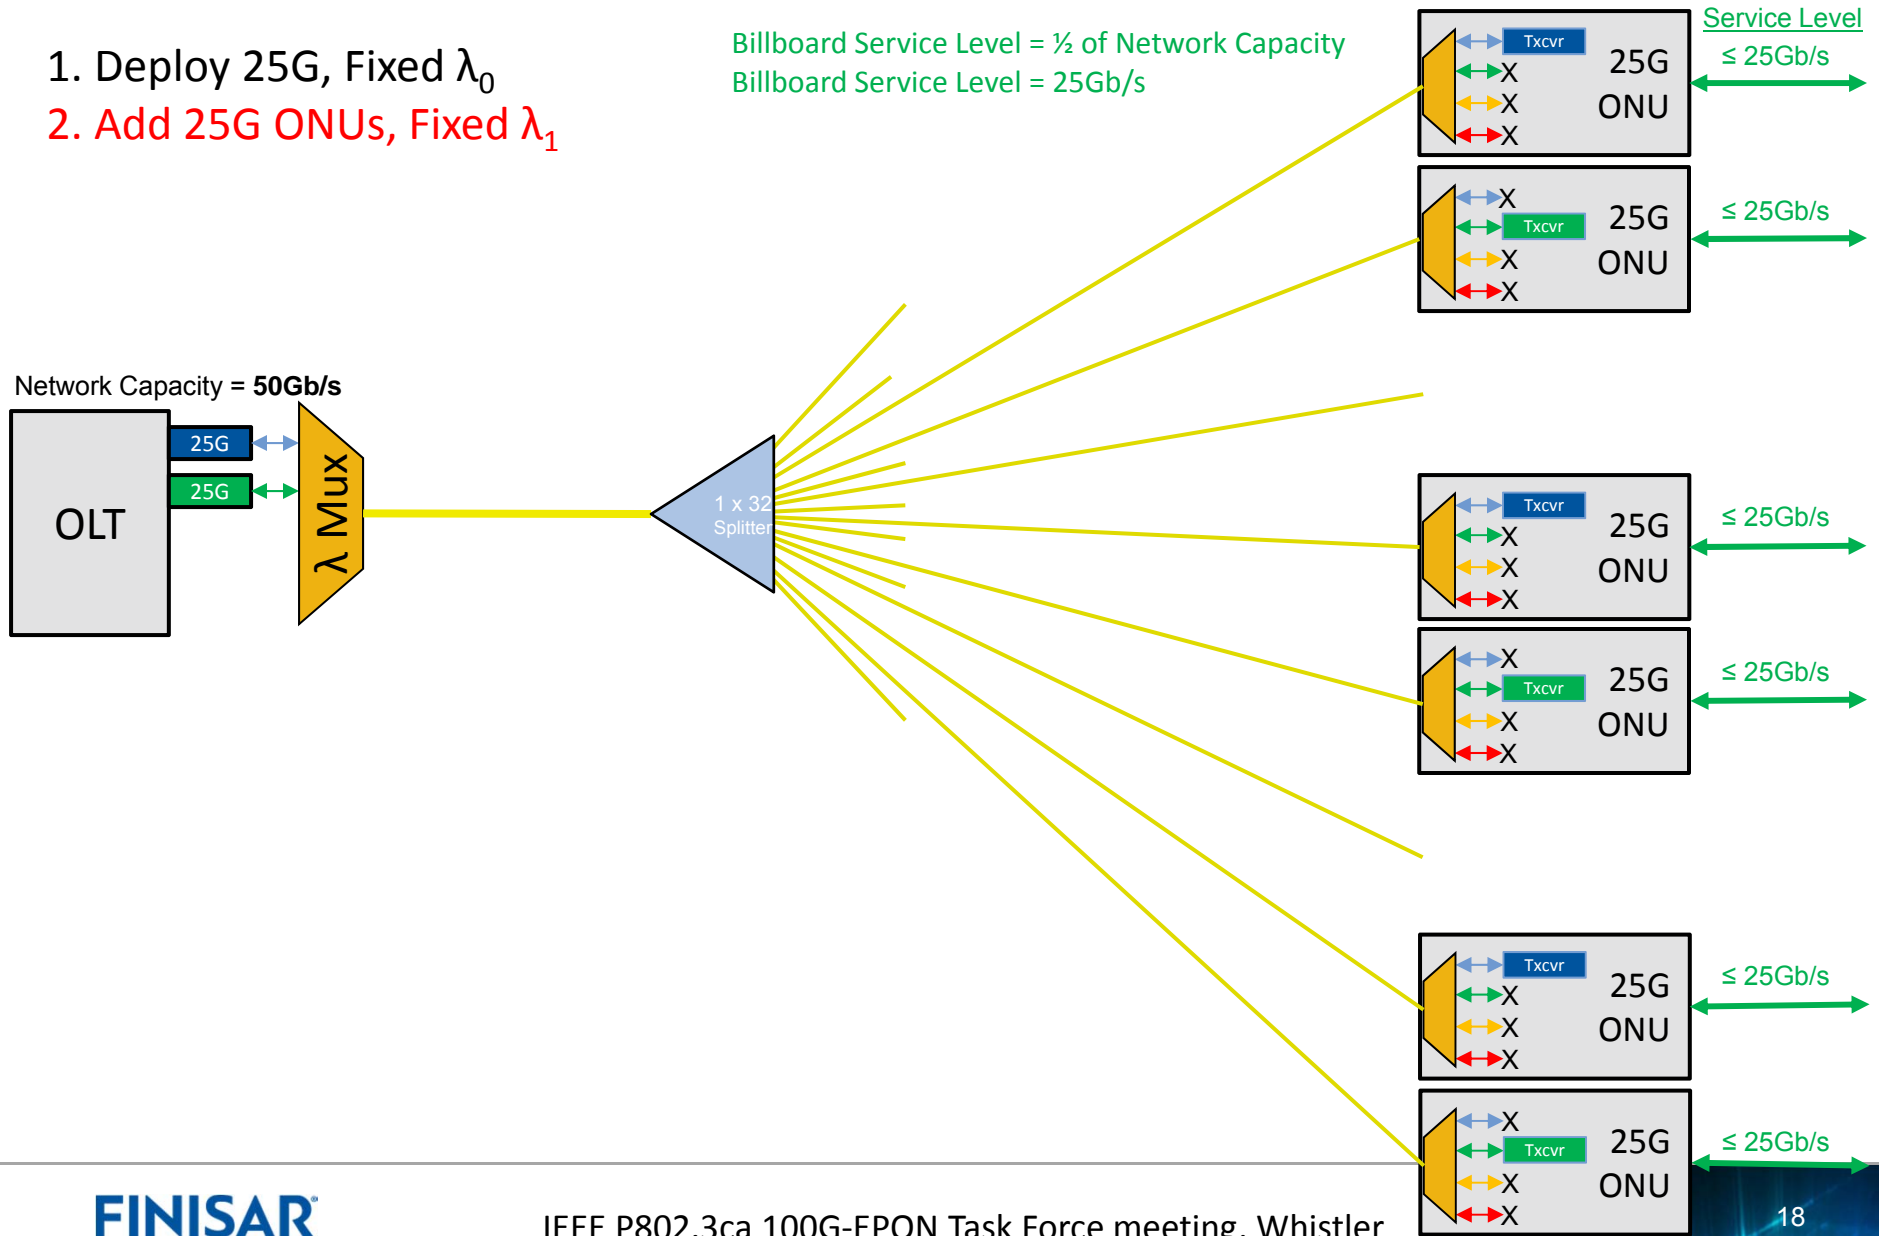 1. Deploy 25G, Fixed λ0
2. Add 25G ONUs, Fixed λ1
Billboard Service Level = ½ of Network Capacity
Billboard Service Level = 25Gb/s
Service Level
Network Capacity = 50Gb/s
OLT
25G
25G
λ Mux
1 x 32
Splitter
Txcvr
X
X
X
25G
ONU
≤ 25Gb/s
X
Txcvr
X
X
25G
ONU
≤ 25Gb/s
Txcvr
X
X
X
25G
ONU
≤ 25Gb/s
X
Txcvr
X
X
25G
ONU
≤ 25Gb/s
Txcvr
X
X
X
25G
ONU
≤ 25Gb/s
X
Txcvr
X
X
25G
ONU
≤ 25Gb/s
FINISAR®
IEEE P802.3ca 100G-EPON Task Force meeting, Whistler
18